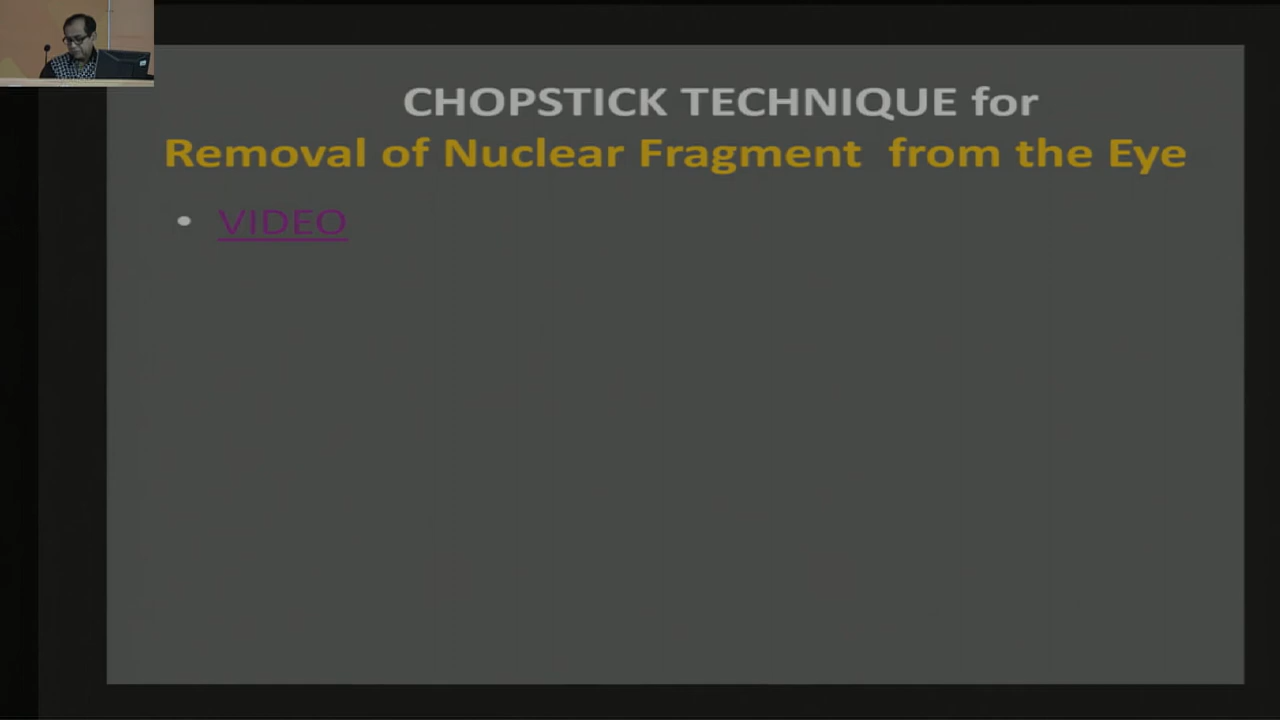 CHOPSTICK TECHNIQUE for
Removal of Nuclear Fragment from the Eye
• VIDEO